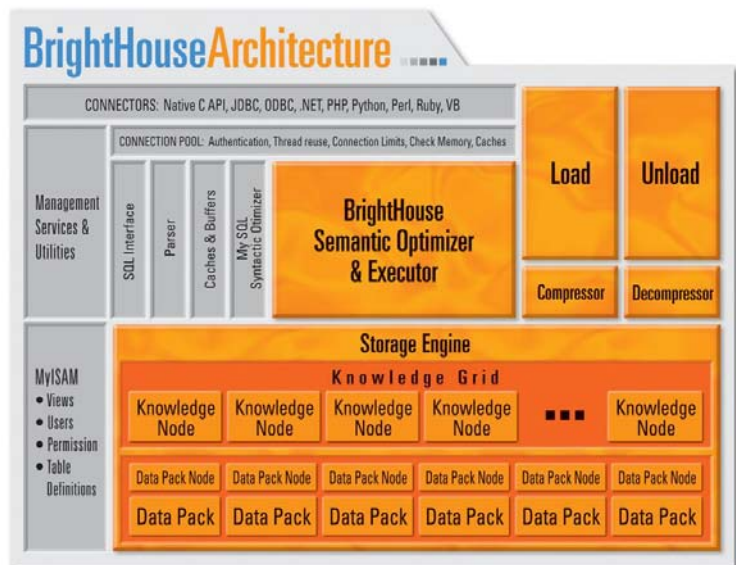 BrightHouseArchitecture
CONNECTORS: Native C API, JDBC, ODBC, .NET, PHP, Python, Perl, Ruby, VB
CONNECTION POOL: Authentication, Thread reuse, Connection Limits, Check Memory, Caches
Management
Services &
Utilities
SQL Interface
Parser
Caches & Buffers
My SQL
Syntactic Otimizer
BrightHouse
Semantic Optimizer
& Executor
Load
Unload
Compressor
Decompressor
MyISAM
• Views
• Users
• Permission
• Table
Definitions
Storage Engine
Knowledge Grid
Knowledge
Node
Knowledge
Node
Knowledge
Node
Knowledge
Node
Knowledge
Node
Data Pack Node
Data Pack Node
Data Pack Node
Data Pack Node
Data Pack Node
Data Pack Node
Data Pack
Data Pack
Data Pack
Data Pack
Data Pack
Data Pack